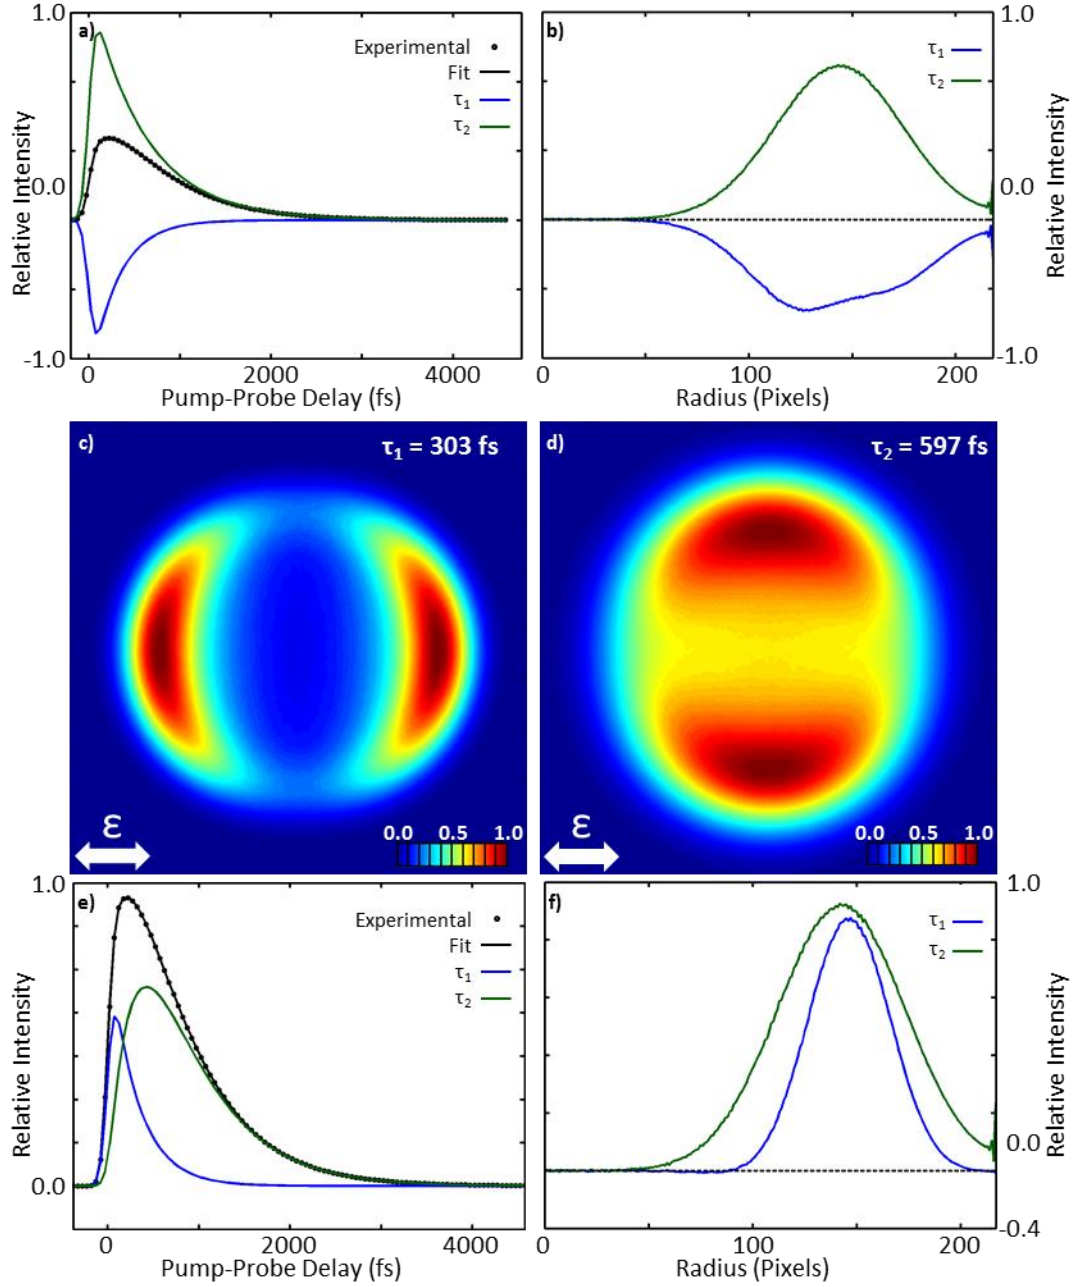 a)
1.0
0.0
-1.0
Relative Intensity
Experimental
Fit
τ1
τ2
0 2000 4000
Pump-Probe Delay (fs)
b)
τ1
τ2
1.0
0.0
-1.0
Relative Intensity
0 100 200
Radius (Pixels)
c)
τ1 = 303 fs
ε
0.0 0.5 1.0
d)
τ2 = 597 fs
ε
0.0 0.5 1.0
e)
1.0
0.0
Relative Intensity
Experimental
Fit
τ1
τ2
0 2000 4000
Pump-Probe Delay (fs)
f)
τ1
τ2
1.0
0.0
-0.4
Relative Intensity
0 100 200
Radius (Pixels)